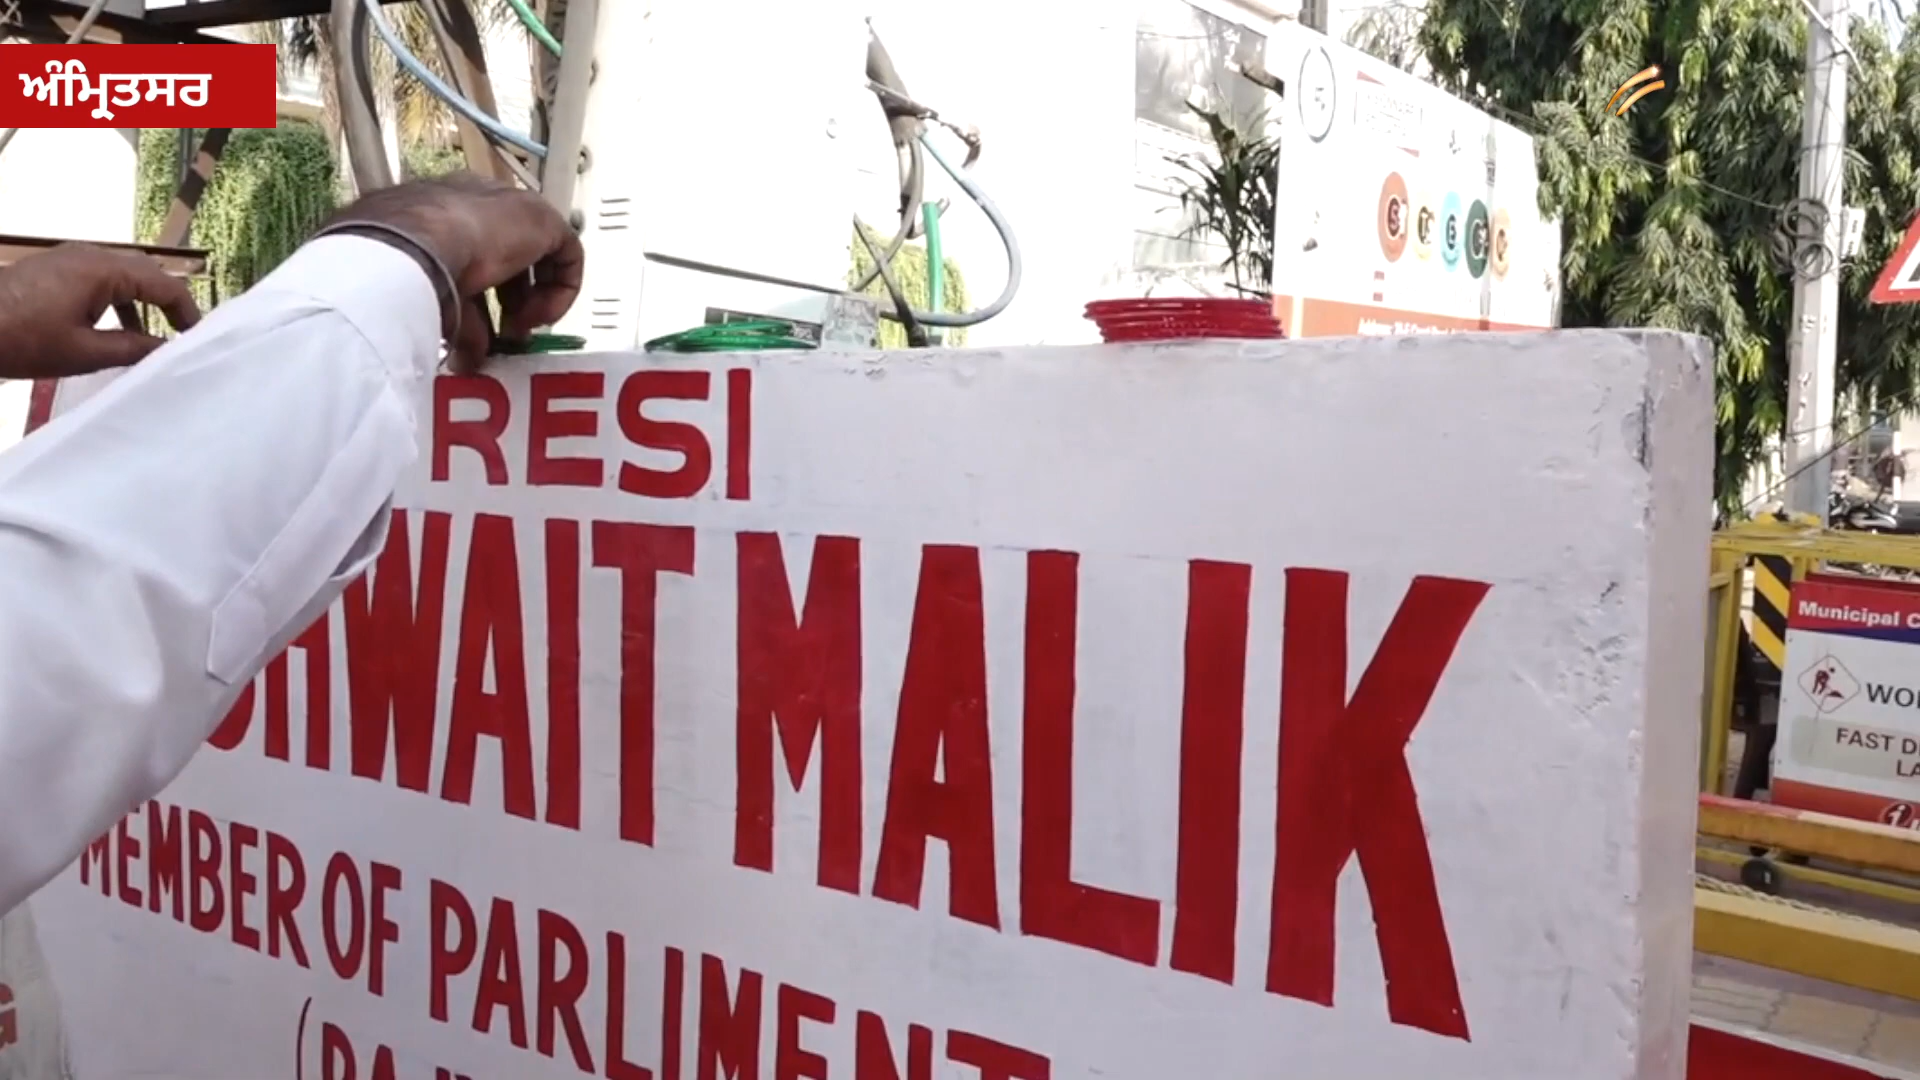 ਅੰਮ੍ਰਿਤਸਰ
RESI
WAIT MALIK
MEMBER OF PARLIMENT
Municipal
FAST